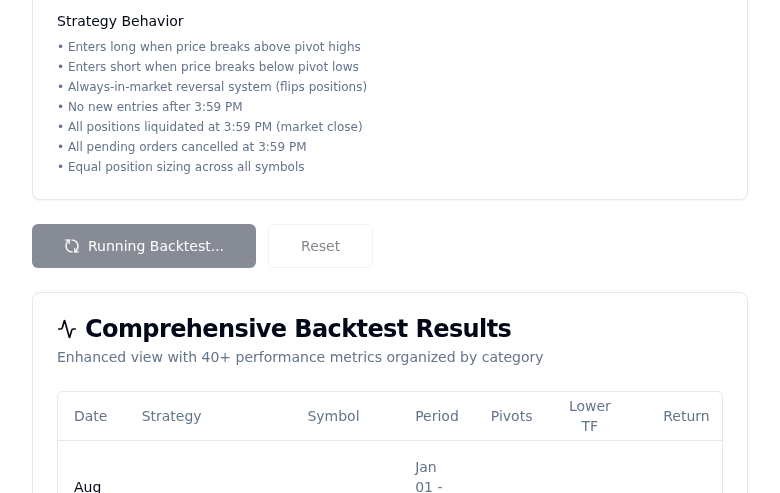 Strategy Behavior
• Enters long when price breaks above pivot highs
• Enters short when price breaks below pivot lows
• Always-in-market reversal system (flips positions)
• No new entries after 3:59 PM
• All positions liquidated at 3:59 PM (market close)
• All pending orders cancelled at 3:59 PM
• Equal position sizing across all symbols
Running Backtest...
Reset
Comprehensive Backtest Results
Enhanced view with 40+ performance metrics organized by category
Date Strategy Symbol Period Pivots Lower TF Return
Jan
01 -
Aug